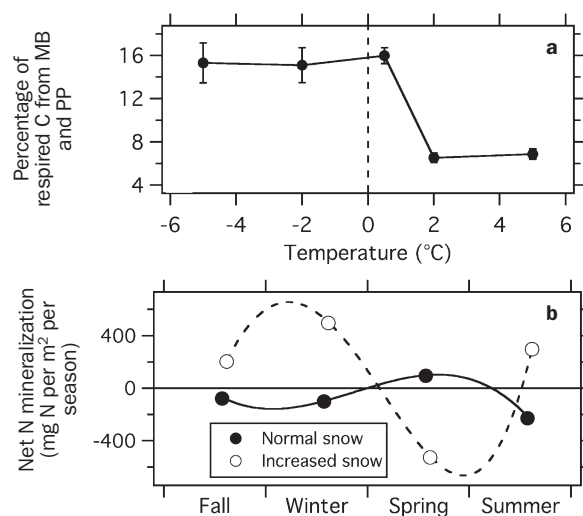 Percentage of
respired C from MB
and PP
16
12
8
4
a
-6 -4 -2 0 2 4 6
Temperature (°C)
Net N mineralization
(mg N per m² per
season)
400
0
-400
b
Normal snow
Increased snow
Fall Winter Spring Summer